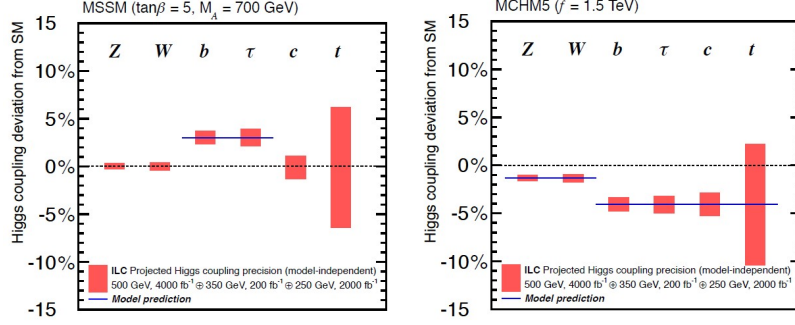 MSSM (tanβ = 5, M_A = 700 GeV)
Higgs coupling deviation from SM
15
10%
5%
0%
-5%
-10%
-15
Z W b τ c t
ILC Projected Higgs coupling precision (model-independent)
500 GeV, 4000 fb⁻¹ ⊕ 350 GeV, 200 fb⁻¹ ⊕ 250 GeV, 2000 fb⁻¹
Model prediction
MCHM5 (f = 1.5 TeV)
Higgs coupling deviation from SM
15
10%
5%
0%
-5%
-10%
-15
Z W b τ c t
ILC Projected Higgs coupling precision (model-independent)
500 GeV, 4000 fb⁻¹ ⊕ 350 GeV, 200 fb⁻¹ ⊕ 250 GeV, 2000 fb⁻¹
Model prediction